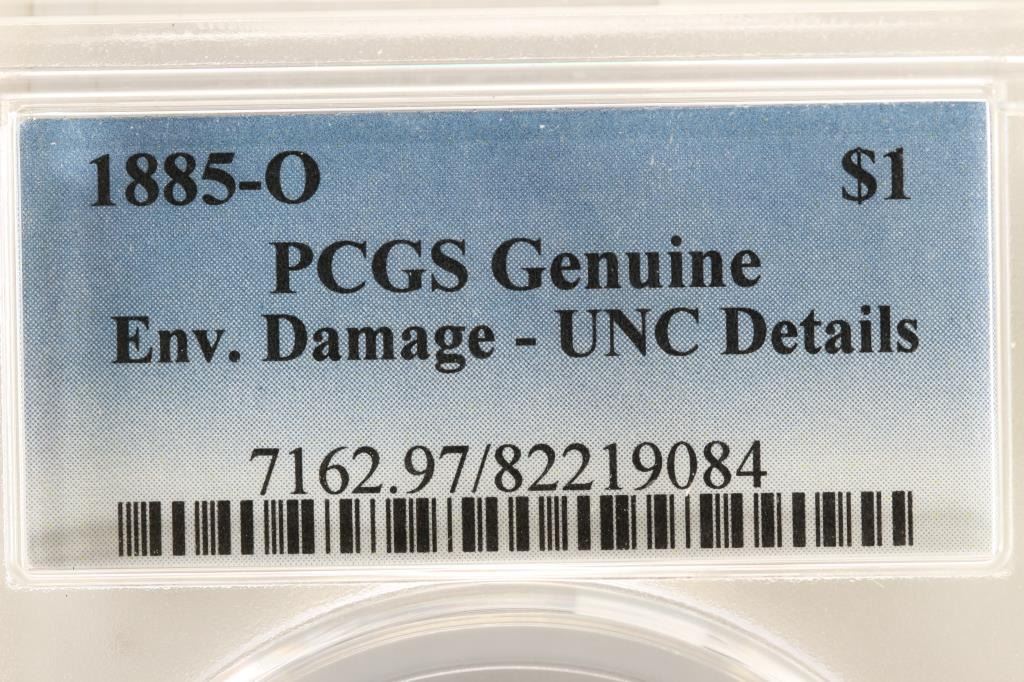 1885-O $1
PCGS Genuine
Env. Damage - UNC Details
7162.97/82219084